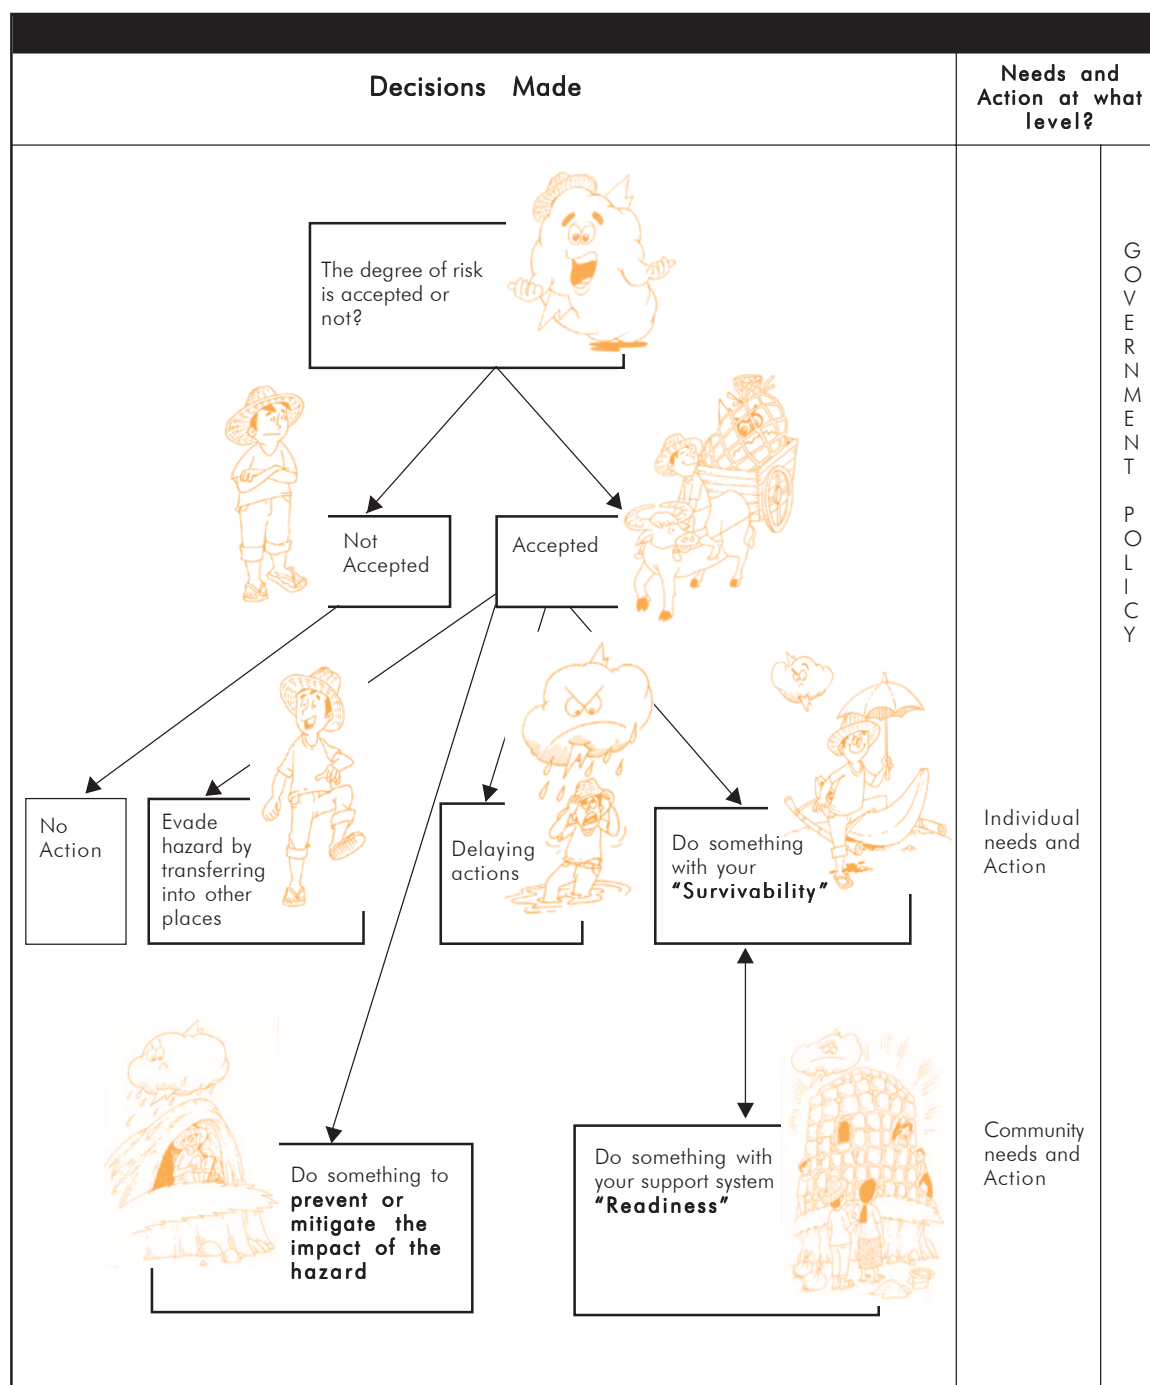 Decisions Made
Needs and
Action at what
level?
The degree of risk
is accepted or
not?
Not
Accepted
Accepted
No
Action
Evade
hazard by
transferring
into other
places
Delaying
actions
Do something
with your
"Survivability"
Individual
needs and
Action
Do something to
prevent or
mitigate the
impact of the
hazard
Do something with
your support system
"Readiness"
Community
needs and
Action
GOVERNMENT POLICY